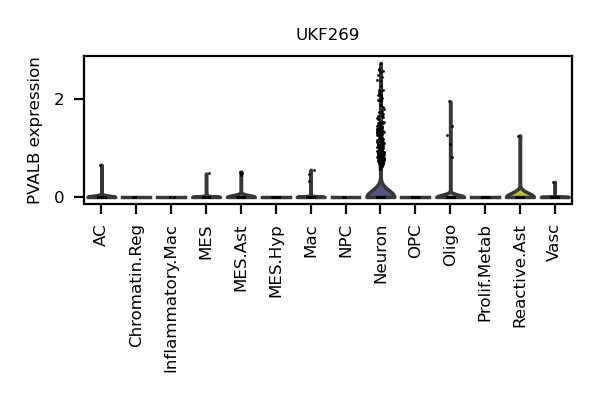 UKF269
PVALB expression
2
0
AC
Chromatin.Reg
Inflammatory.Mac
MES
MES.Ast
MES.Hyp
Mac
NPC
Neuron
OPC
Oligo
Prolif.Metab
Reactive.Ast
Vasc